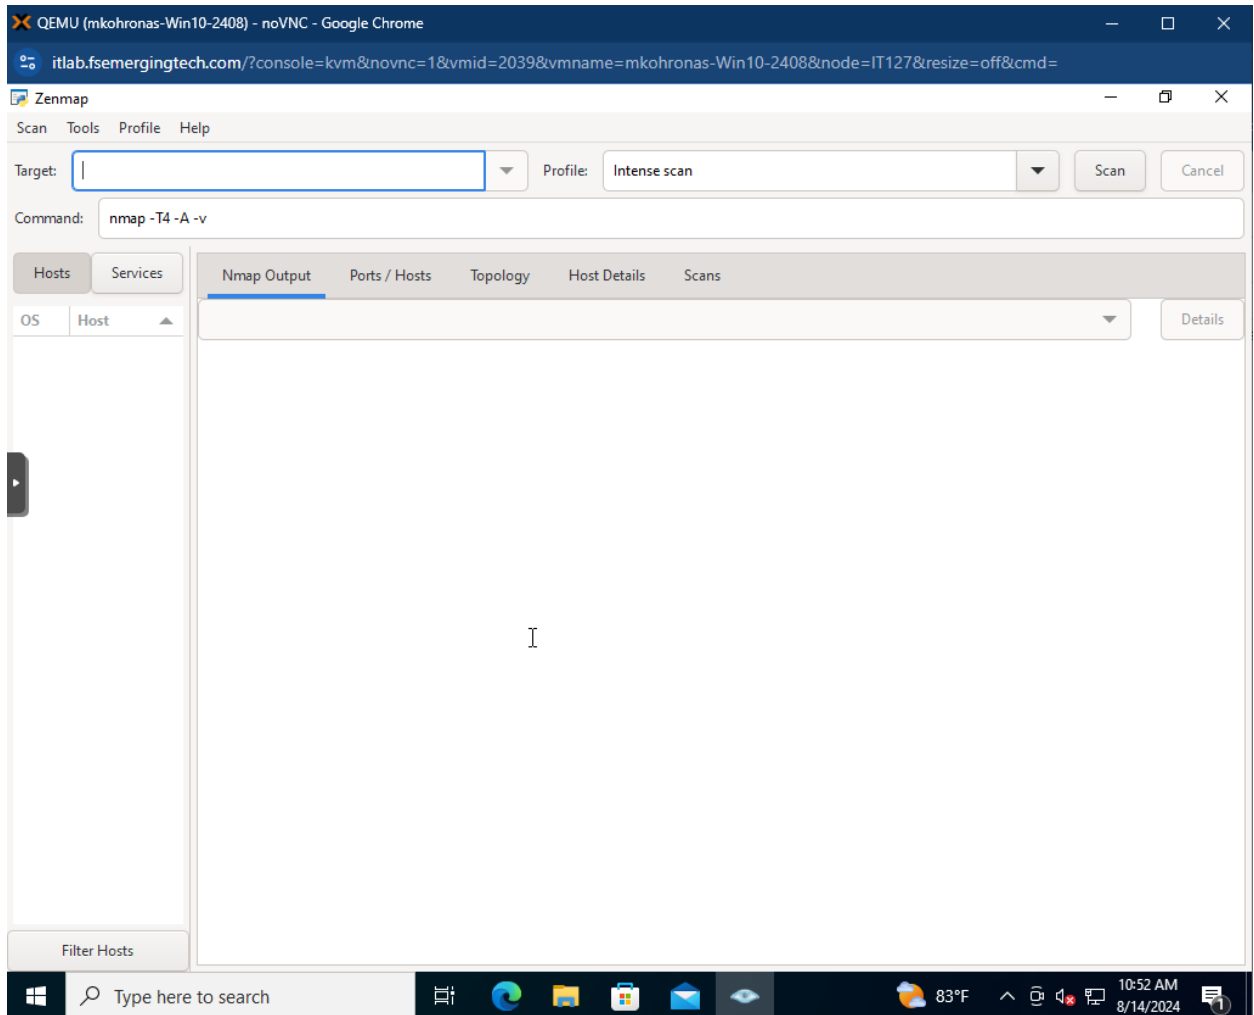 QEMU (mkohronas-Win10-2408) - noVNC - Google Chrome
itlab.fsemergingtech.com/?console=kvm&novnc=1&vmid=2039&vmname=mkohronas-Win10-2408&node=IT127&resize=off&cmd=
Zenmap
Scan Tools Profile Help
Target: Profile: Intense scan Scan Cancel
Command: nmap -T4 -A -v
Hosts Services Nmap Output Ports / Hosts Topology Host Details Scans
OS Host Details
Filter Hosts
Type here to search 83°F 10:52 AM
8/14/2024 1